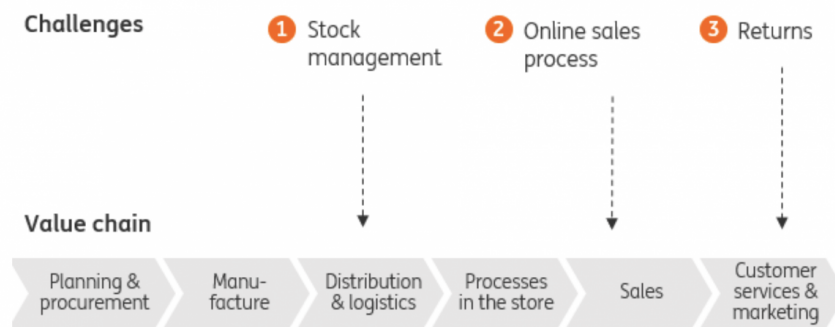 Challenges
1 Stock
management
2 Online sales
process
3 Returns
Value chain
Planning &
procurement
Manu-
facture
Distribution
& logistics
Processes
in the store
Sales
Customer
services &
marketing